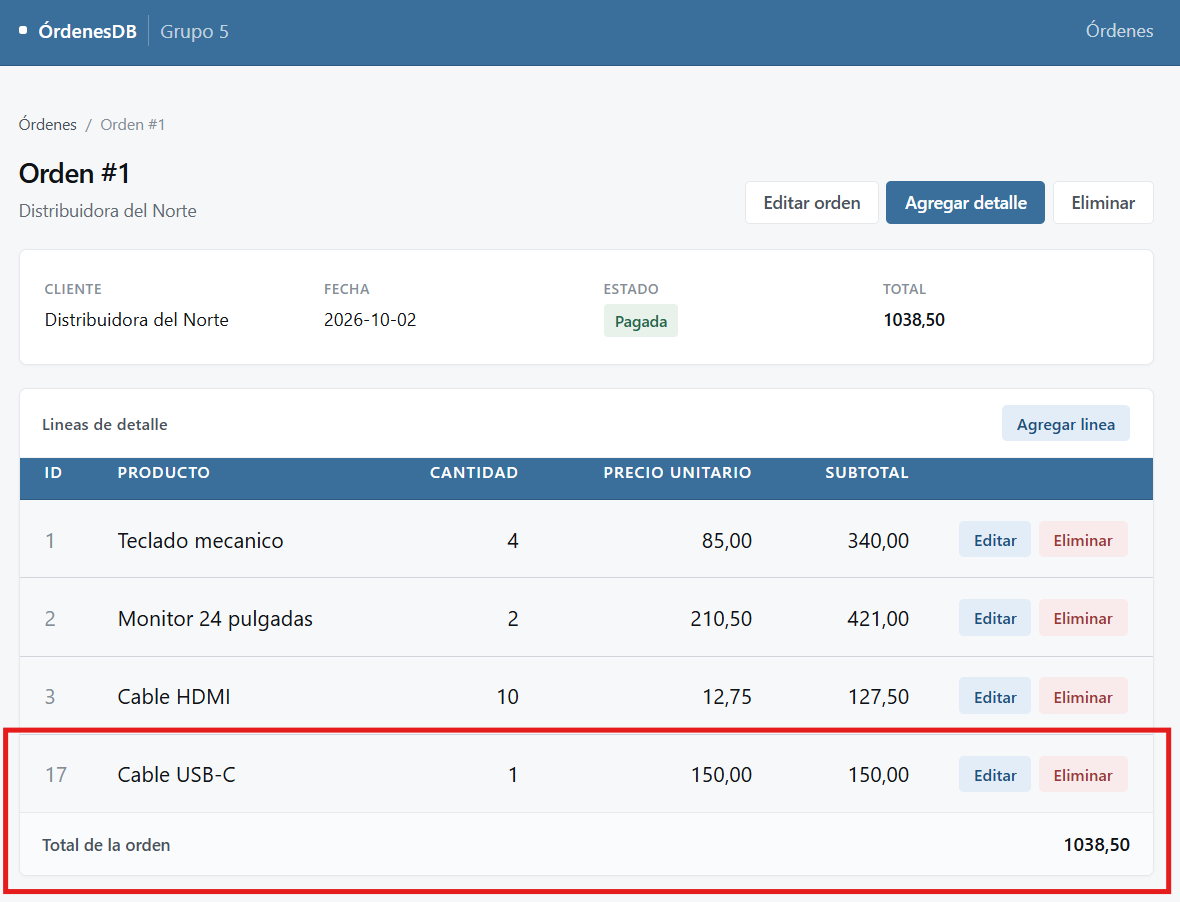 ÓrdenesDB Grupo 5 Órdenes
Órdenes / Orden #1
Orden #1
Distribuidora del Norte
Editar orden Agregar detalle Eliminar
CLIENTE FECHA ESTADO TOTAL
Distribuidora del Norte 2026-10-02 Pagada 1038,50
Lineas de detalle Agregar linea
ID PRODUCTO CANTIDAD PRECIO UNITARIO SUBTOTAL
1 Teclado mecanico 4 85,00 340,00 Editar Eliminar
2 Monitor 24 pulgadas 2 210,50 421,00 Editar Eliminar
3 Cable HDMI 10 12,75 127,50 Editar Eliminar
17 Cable USB-C 1 150,00 150,00 Editar Eliminar
Total de la orden 1038,50